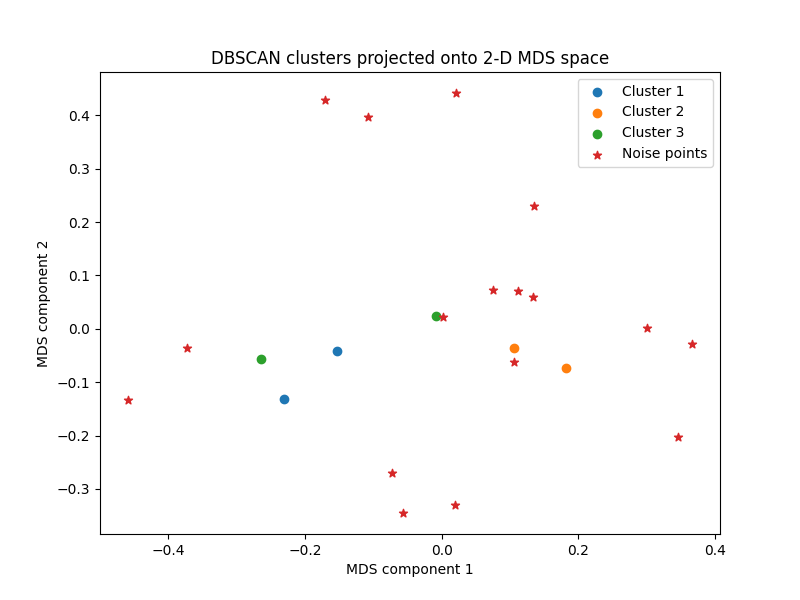 DBSCAN clusters projected onto 2-D MDS space
Cluster 1
Cluster 2
Cluster 3
Noise points
0.4
0.3
0.2
0.1
0.0
−0.1
−0.2
−0.3
MDS component 2
−0.4
−0.2
0.0
0.2
0.4
MDS component 1